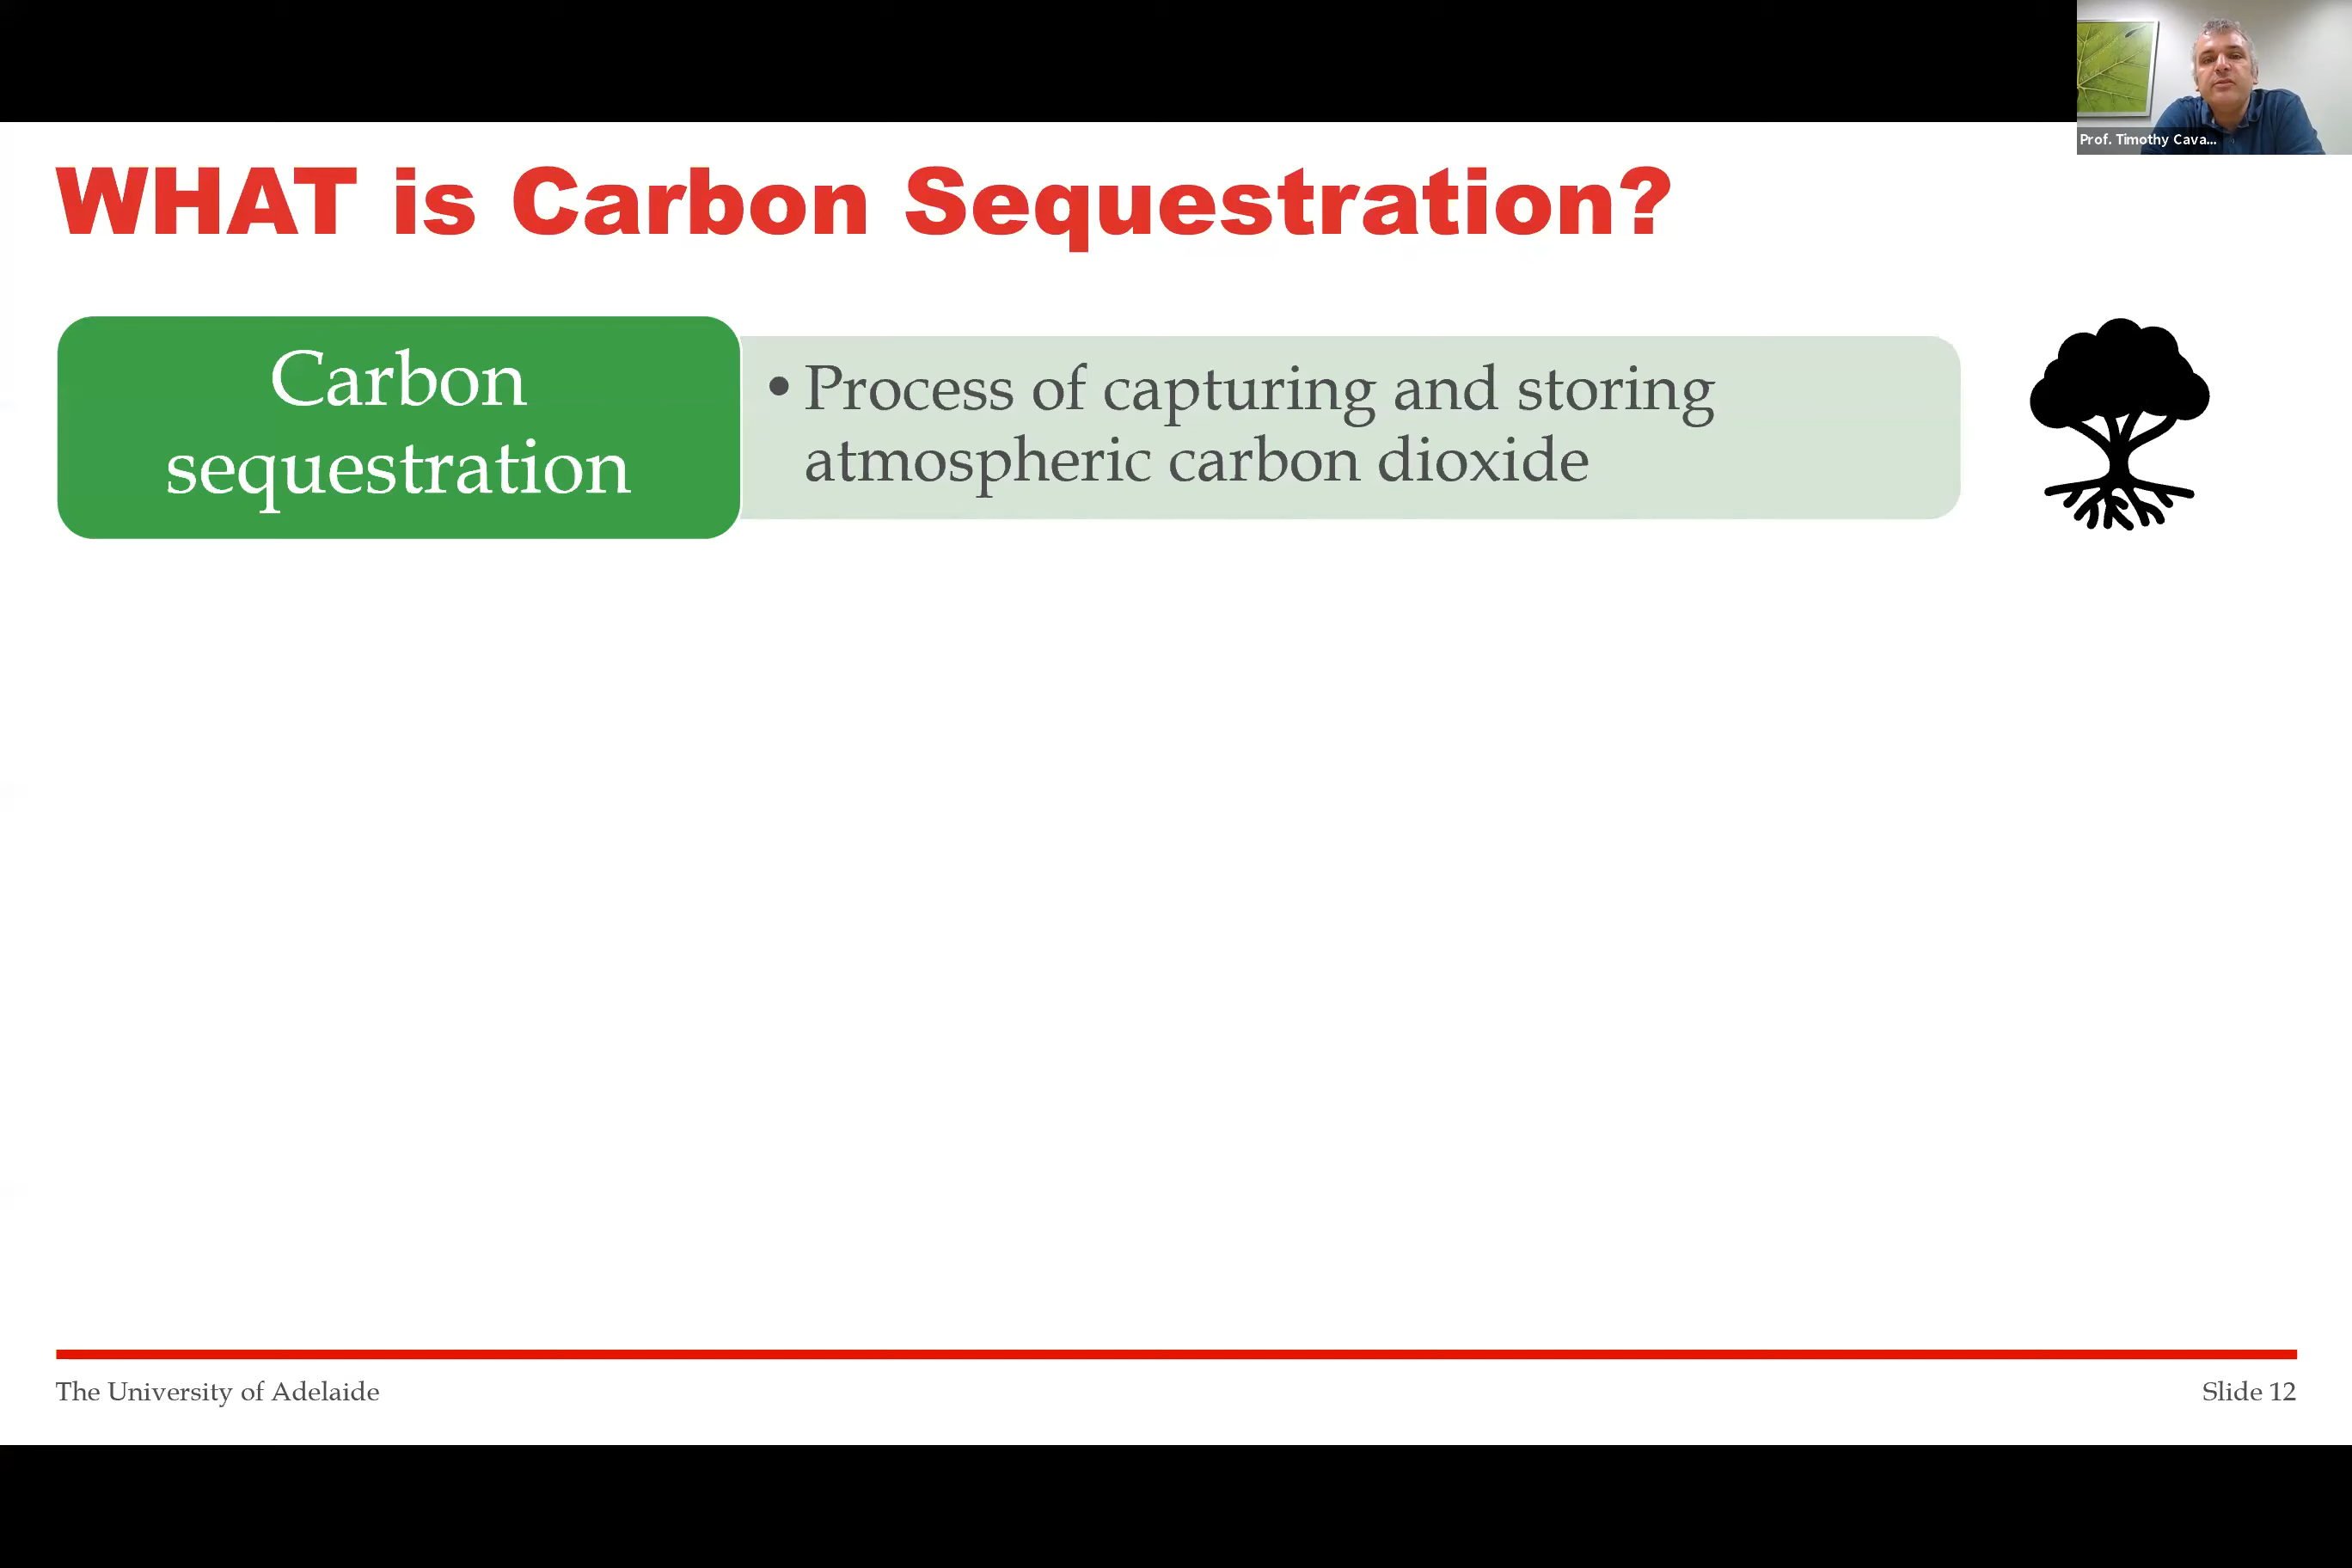 Prof. Timothy Cava...
WHAT is Carbon Sequestration?
Carbon
sequestration
• Process of capturing and storing
atmospheric carbon dioxide
The University of Adelaide
Slide 12